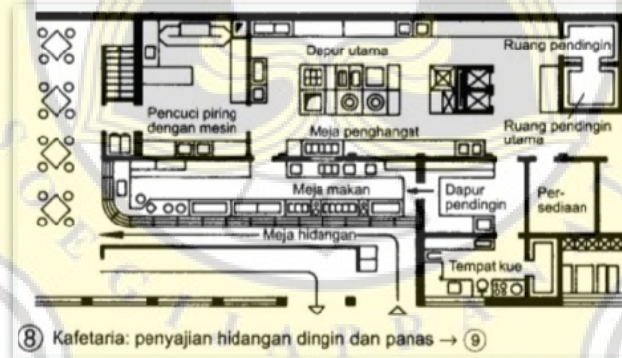 Dapur utama
Ruang pendingin
Pencuci piring
dengan mesin
Meja penghangat
Ruang pendingin
utama
Meja makan
Dapur
pendingin
Per-
sediaan
Meja hidangan
Tempat kue
8 Kafetaria: penyajian hidangan dingin dan panas → 9